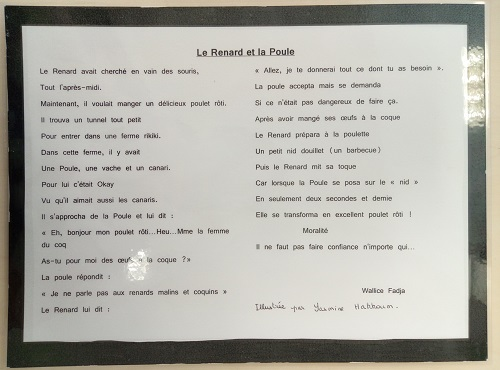 Le Renard et la Poule
Le Renard avait cherché en vain des souris,
Tout l'après-midi.
Maintenant, il voulait manger un délicieux poulet rôti.
Il trouva un tunnel tout petit
Pour entrer dans une ferme rikiki.
Dans cette ferme, il y avait
Une Poule, une vache et un canari.
Pour lui c'était Okay
Vu qu'il aimait aussi les canaris.
Il s'approcha de la Poule et lui dit :
« Eh, bonjour mon poulet rôti...Heu...Mme la femme
du coq
As-tu pour moi des œufs à la coque ?»
La poule répondit :
« Je ne parle pas aux renards malins et coquins »
Le Renard lui dit :
« Allez, je te donnerai tout ce dont tu as besoin ».
La poule accepta mais se demanda
Si ce n'était pas dangereux de faire ça.
Après avoir mangé ses œufs à la coque
Le Renard prépara à la poulette
Un petit nid douillet (un barbecue)
Puis le Renard mit sa toque
Car lorsque la Poule se posa sur le « nid »
En seulement deux secondes et demie
Elle se transforma en excellent poulet rôti !
Moralité
Il ne faut pas faire confiance n'importe qui...
Wallice Fadja
Illustrée par Yasmine